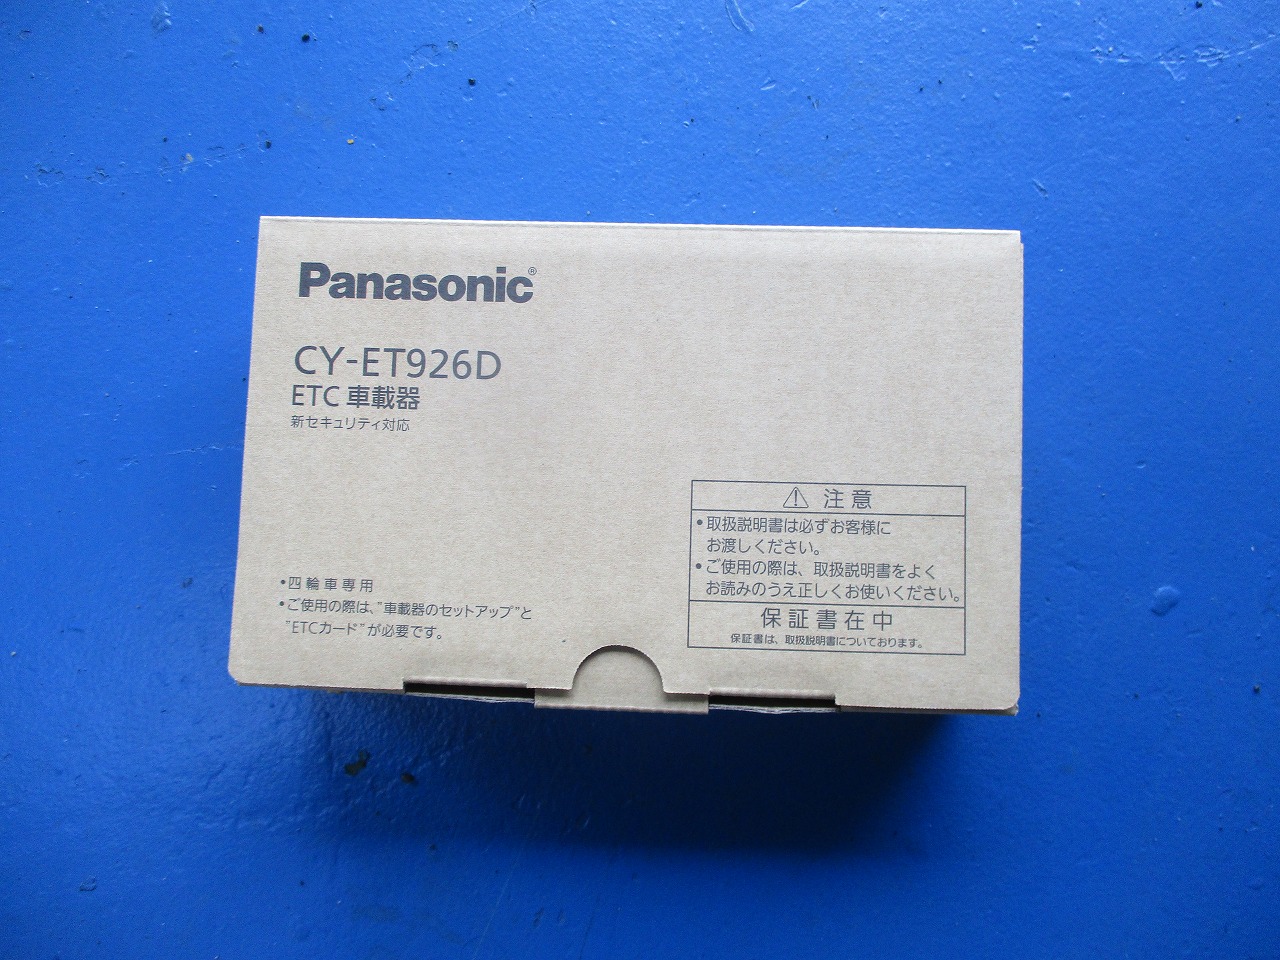 Panasonic®
CY-ET926D
ETC 車載器
新セキュリティ対応
•四輪車専用
•ご使用の際は、"車載器のセットアップ"と
"ETCカード"が必要です。
⚠ 注意
•取扱説明書は必ずお客様に
お渡しください。
•ご使用の際は、取扱説明書をよく
お読みのうえ正しくお使いください。
保証書在中
保証書は、取扱説明書についております。